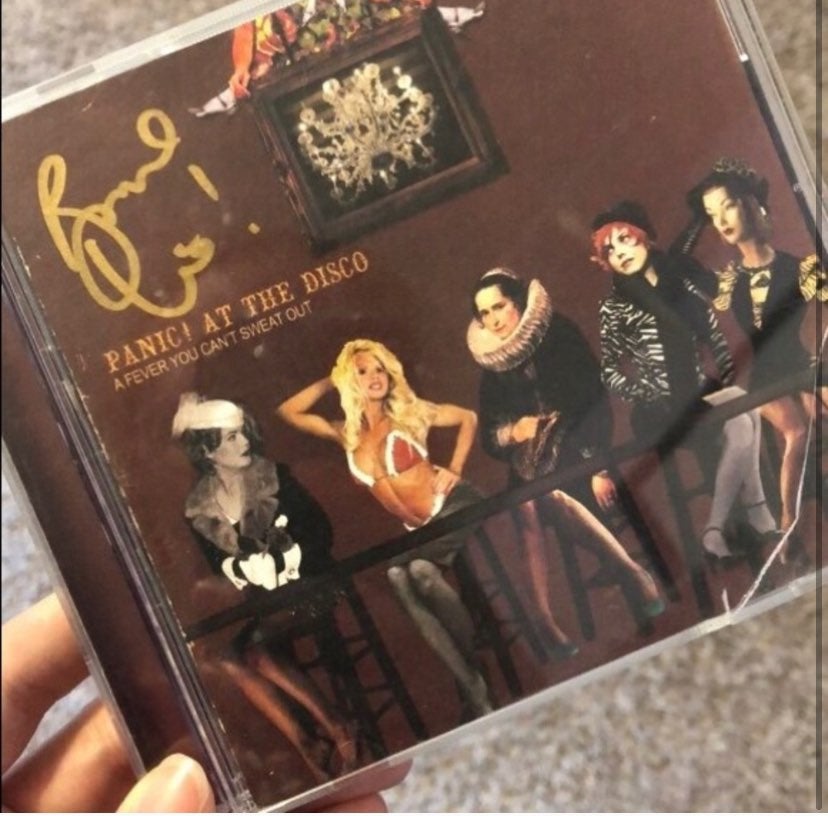 PANIC! AT THE DISCO
A FEVER YOU CAN'T SWEAT OUT